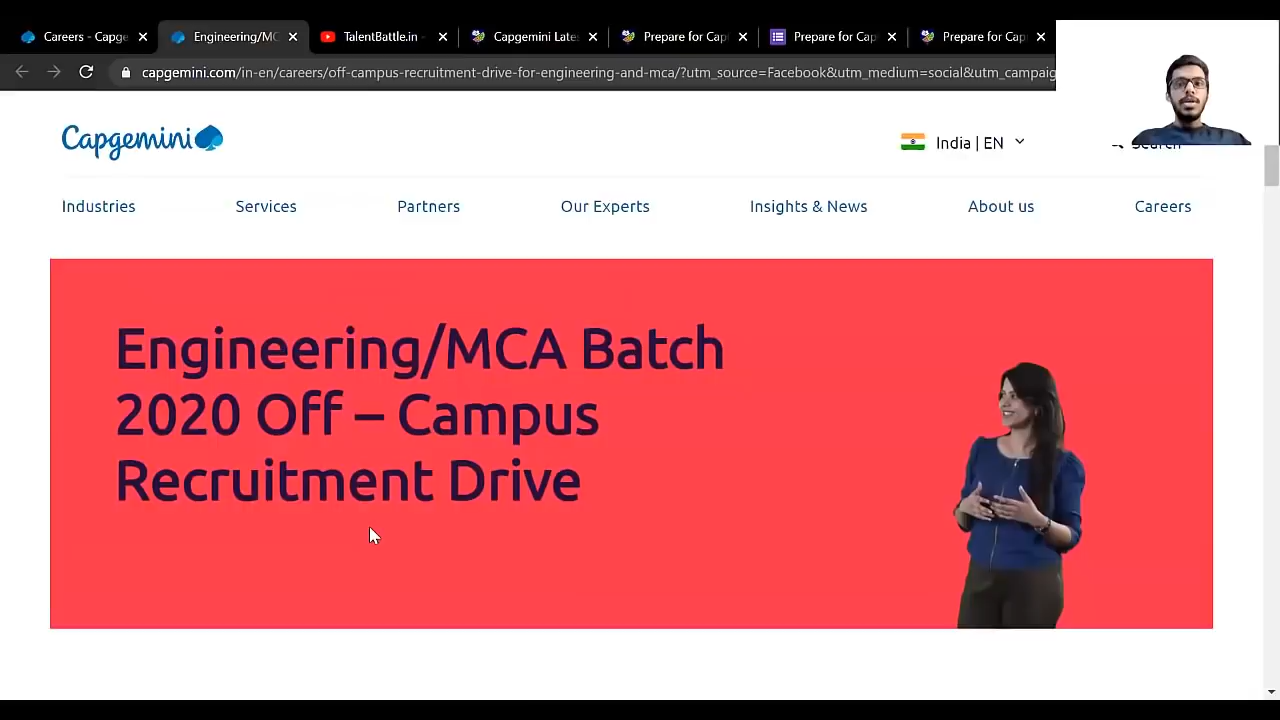 Careers - Capge
Engineering/MC
TalentBattle.in -
Capgemini Late
Prepare for Cap
Prepare for Cap
Prepare for Cap
capgemini.com/in-en/careers/off-campus-recruitment-drive-for-engineering-and-mca/?utm_source=Facebook&utm_medium=social&utm_campaig
Capgemini
India | EN
Search
Industries
Services
Partners
Our Experts
Insights & News
About us
Careers
Engineering/MCA Batch
2020 Off – Campus
Recruitment Drive